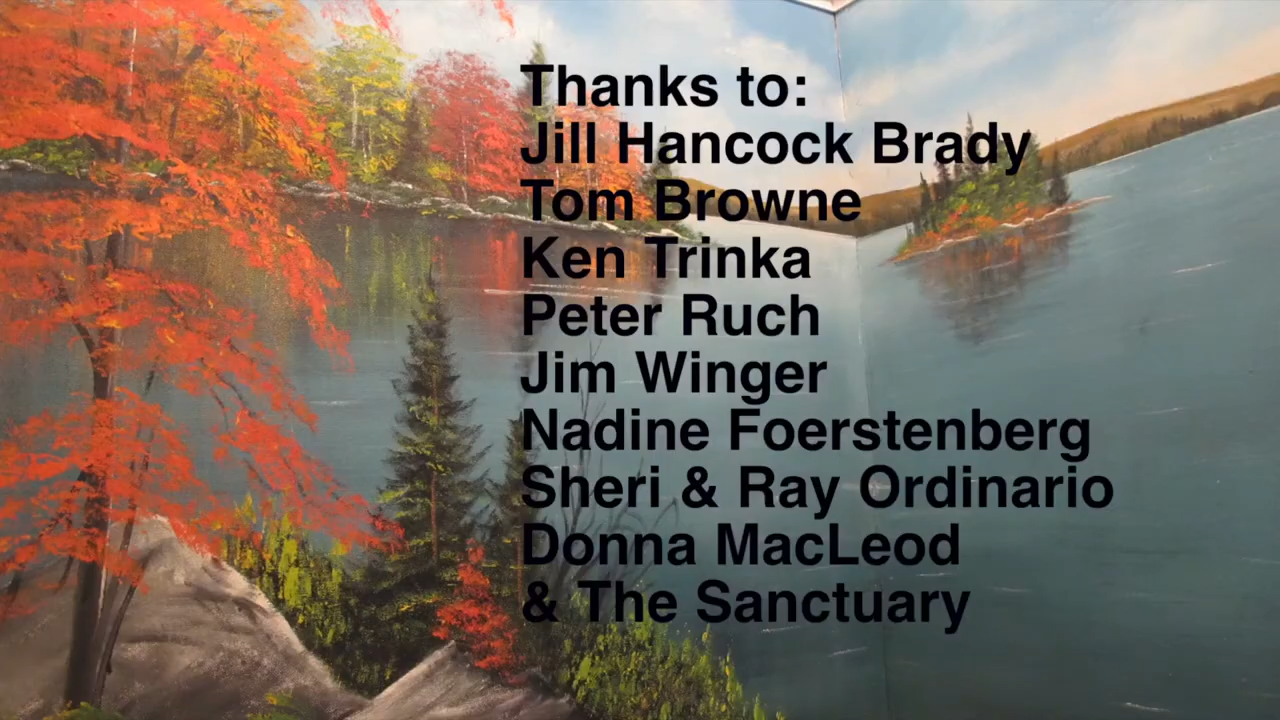 Thanks to:
Jill Hancock Brady
Tom Browne
Ken Trinka
Peter Ruch
Jim Winger
Nadine Foerstenberg
Sheri & Ray Ordinario
Donna MacLeod
& The Sanctuary